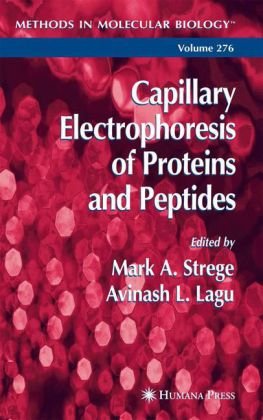 METHODS IN MOLECULAR BIOLOGY™
Volume 276
Capillary
Electrophoresis
of Proteins
and Peptides
Edited by
Mark A. Strege
Avinash L. Lagu
HUMANA PRESS